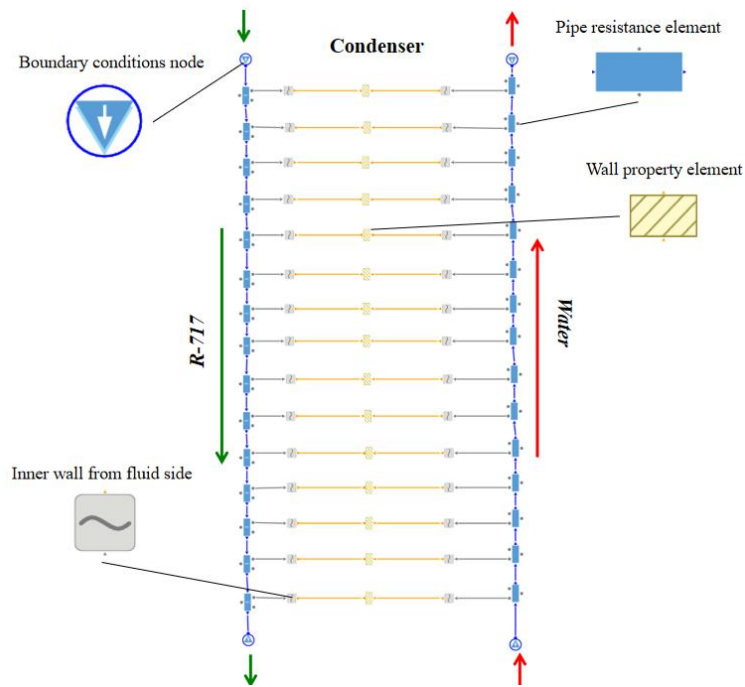 Condenser
Pipe resistance element
Boundary conditions node
Wall property element
R-717
Water
Inner wall from fluid side